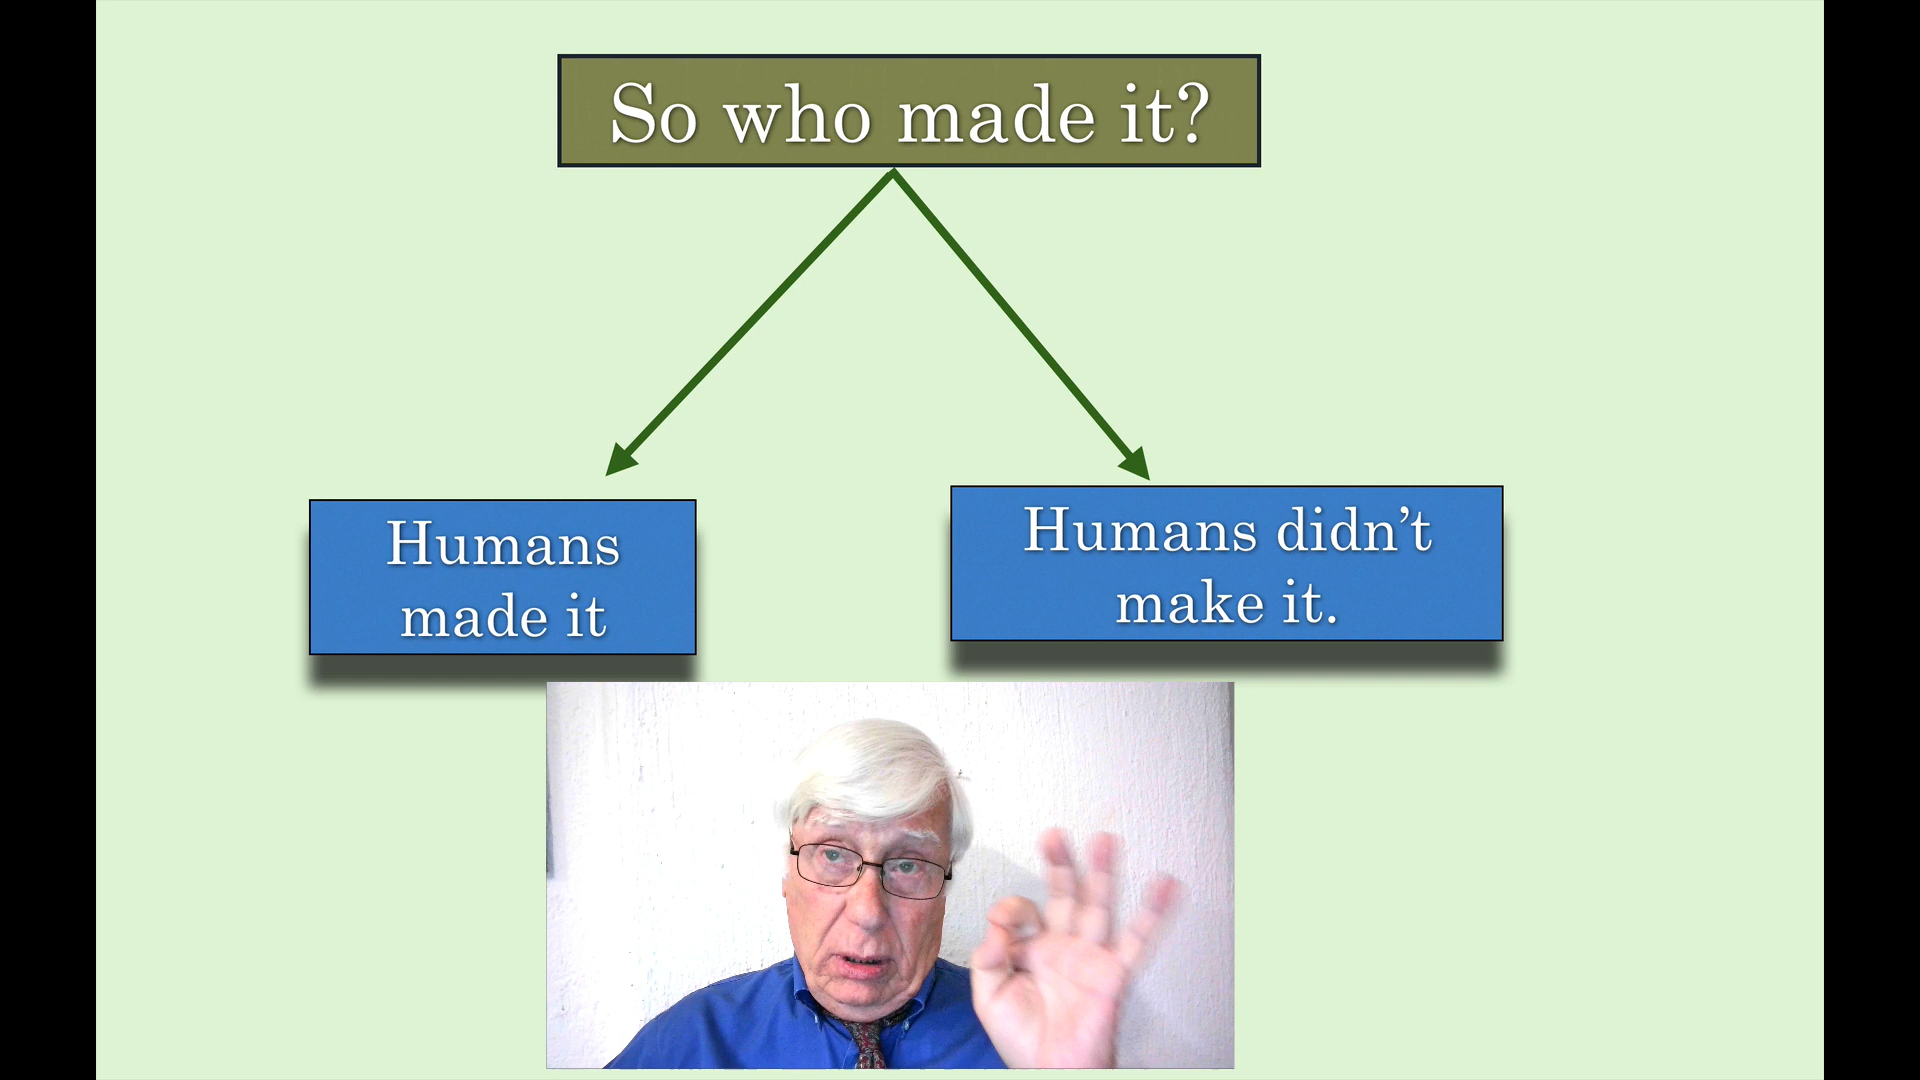 So who made it?
Humans
made it
Humans didn’t
make it.